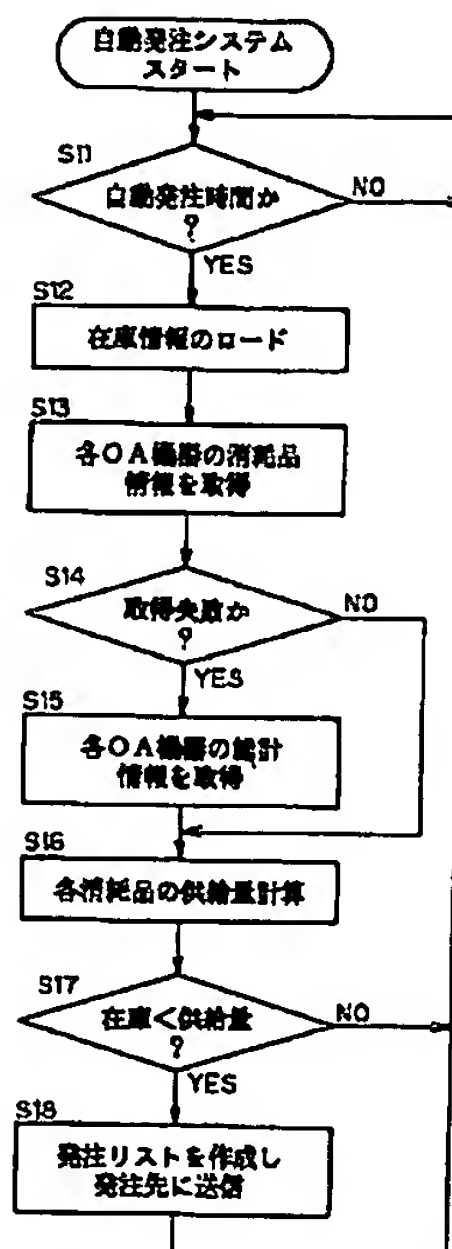 自動発注システム
スタート
S11
自動発注時間か
?
NO
YES
S12
在庫情報のロード
S13
各OA機器の消耗品
情報を取得
S14
取得失敗か
?
NO
YES
S15
各OA機器の統計
情報を取得
S16
各消耗品の供給量計算
S17
在庫<供給量
?
NO
YES
S18
発注リストを作成し
発注先に送信